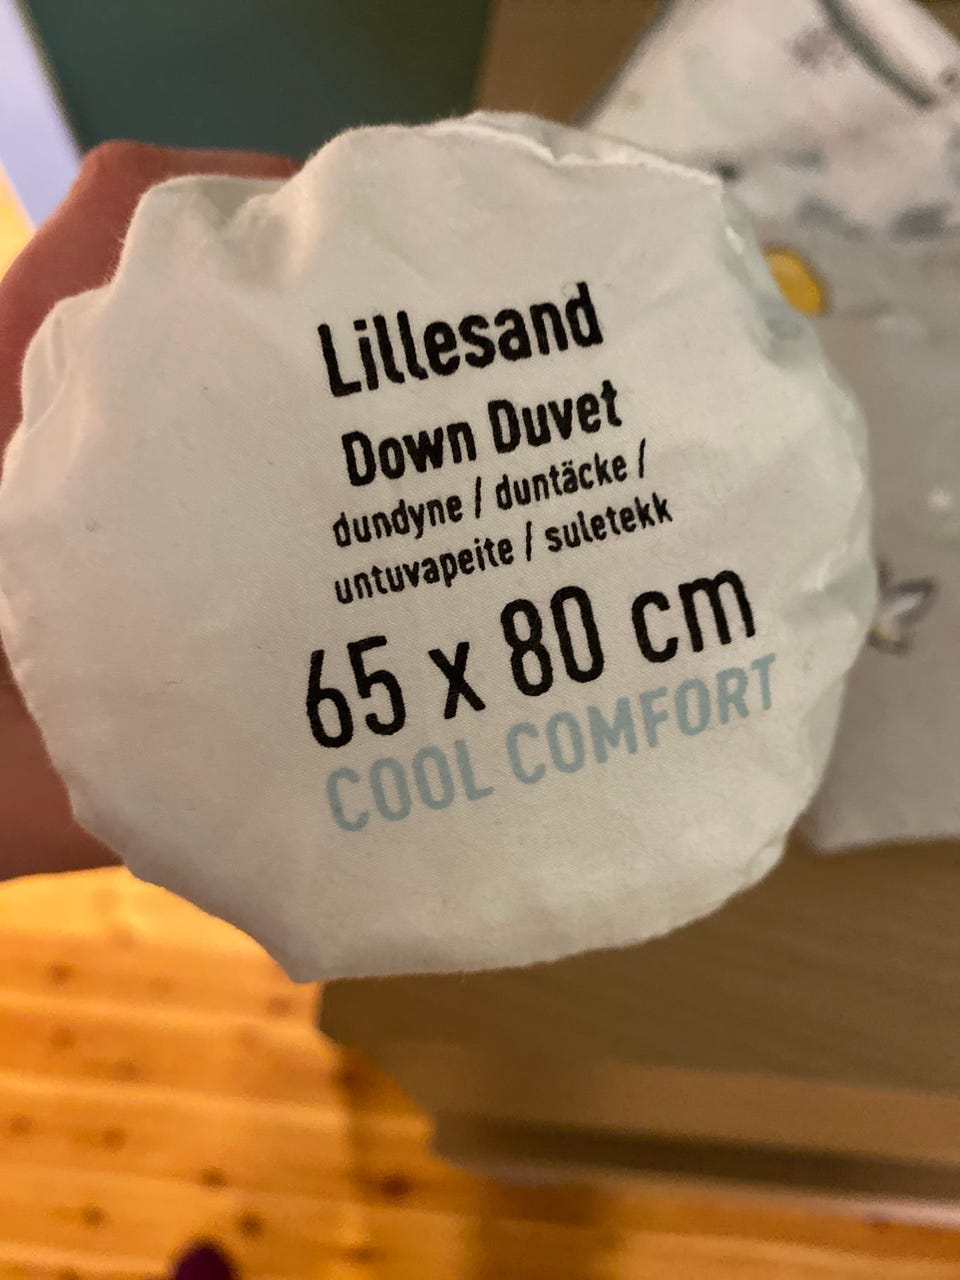 Lillesand
Down Duvet
dundyne / duntäcke /
untuvapeite / suletekk
65 x 80 cm
COOL COMFORT